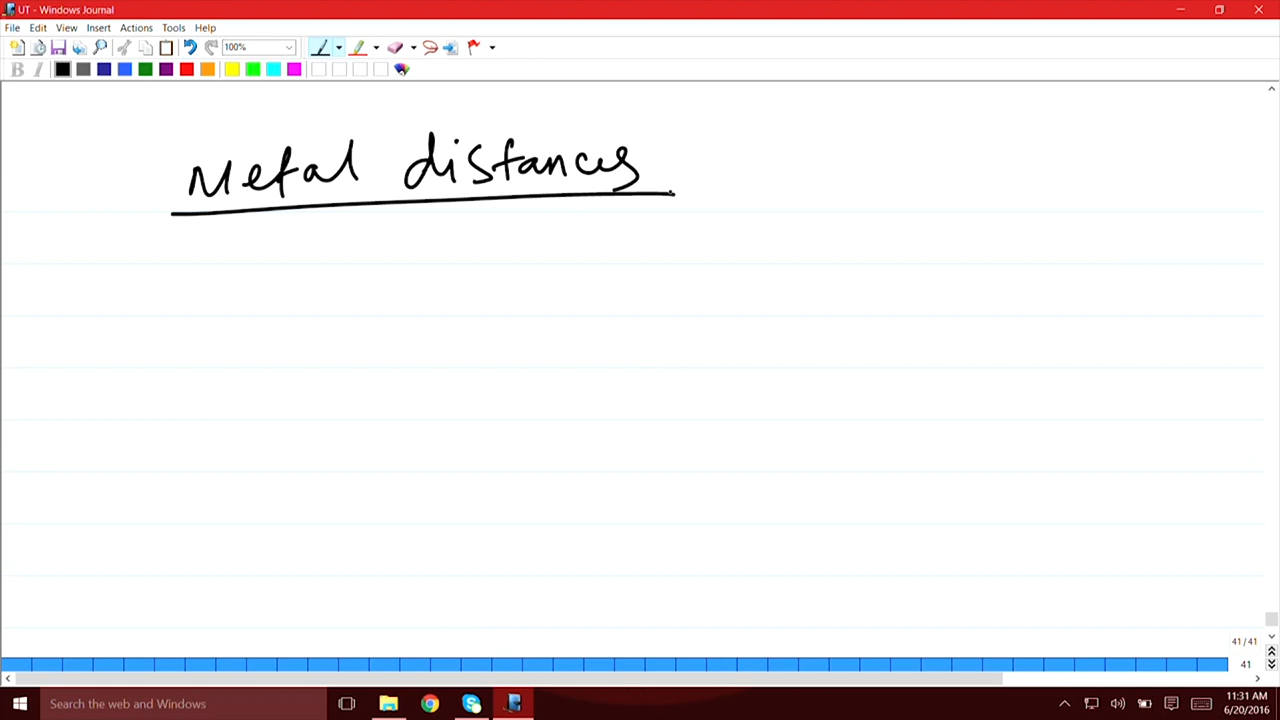 UT - Windows Journal
File Edit View Insert Actions Tools Help
100%
B I
Metal distances
41 / 41
41
Search the web and Windows
11:31 AM
6/20/2016